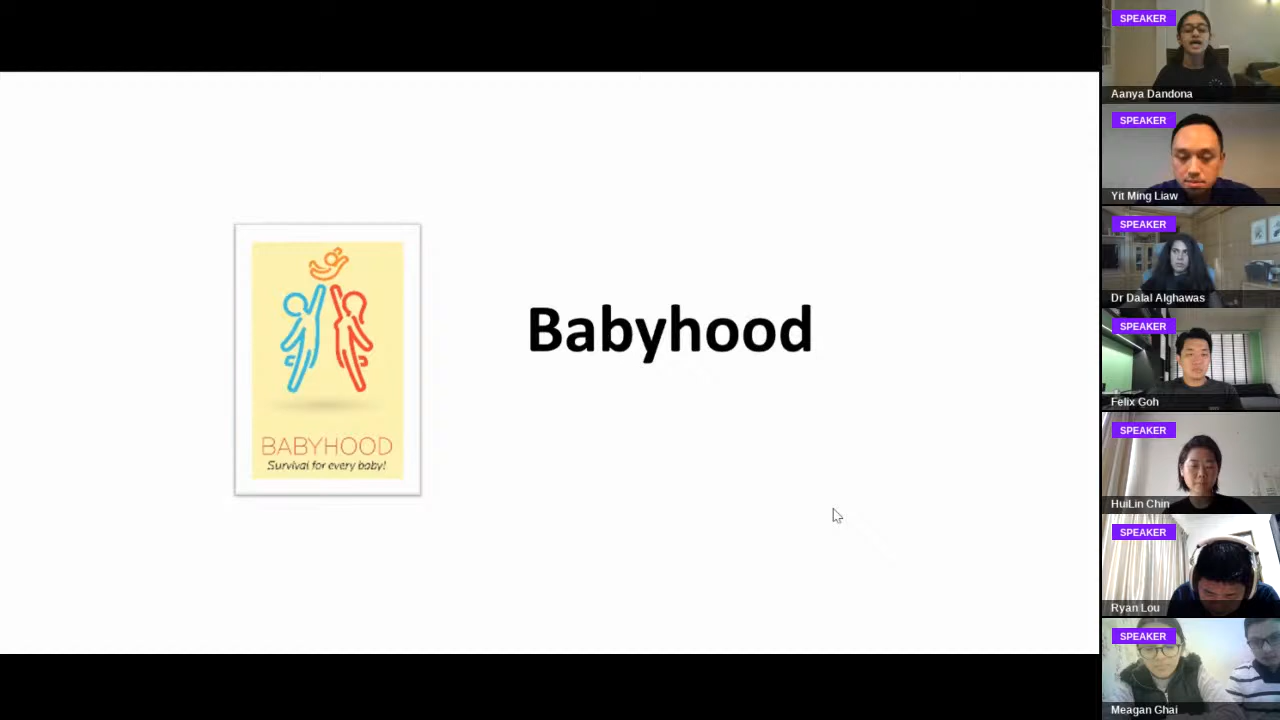 BABYHOOD
Survival for every baby!
Babyhood
SPEAKER
Aanya Dandona
SPEAKER
Yit Ming Liaw
SPEAKER
Dr Dalal Alghawas
SPEAKER
Felix Goh
SPEAKER
HuiLin Chin
SPEAKER
Ryan Lou
SPEAKER
Meagan Ghai